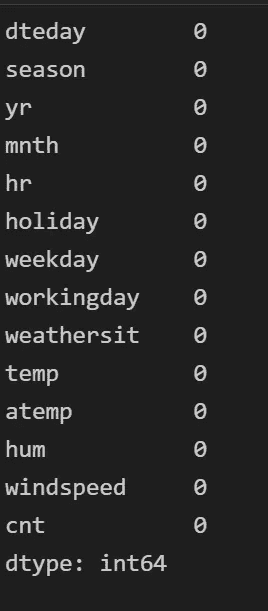 dteday 0
season 0
yr 0
mnth 0
hr 0
holiday 0
weekday 0
workingday 0
weathersit 0
temp 0
atemp 0
hum 0
windspeed 0
cnt 0
dtype: int64